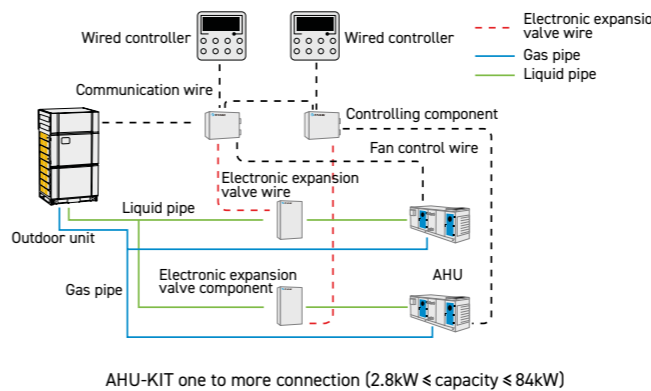 Electronic expansion
valve wire
Wired controller
Wired controller
Gas pipe
Liquid pipe
Communication wire
Controlling component
Fan control wire
Electronic expansion
valve wire
Liquid pipe
Outdoor unit
Electronic expansion
valve component
AHU
Gas pipe
AHU-KIT one to more connection (2.8kW ⩽ capacity ⩽ 84kW)